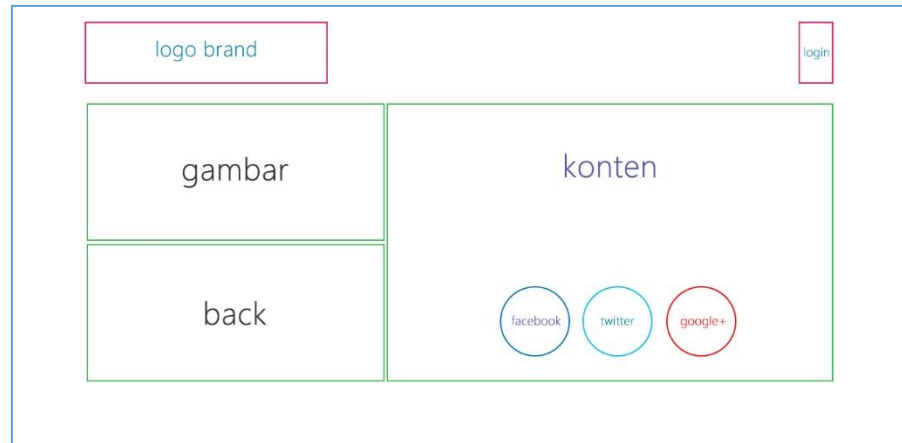 logo brand
login
gambar
konten
back
facebook
twitter
google+